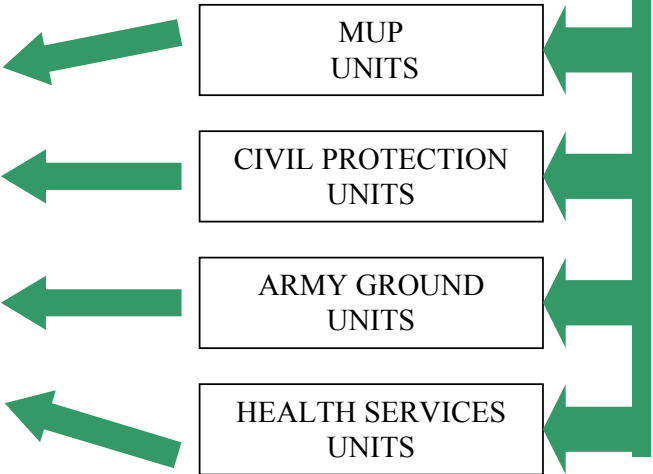 MUP
UNITS
CIVIL PROTECTION
UNITS
ARMY GROUND
UNITS
HEALTH SERVICES
UNITS